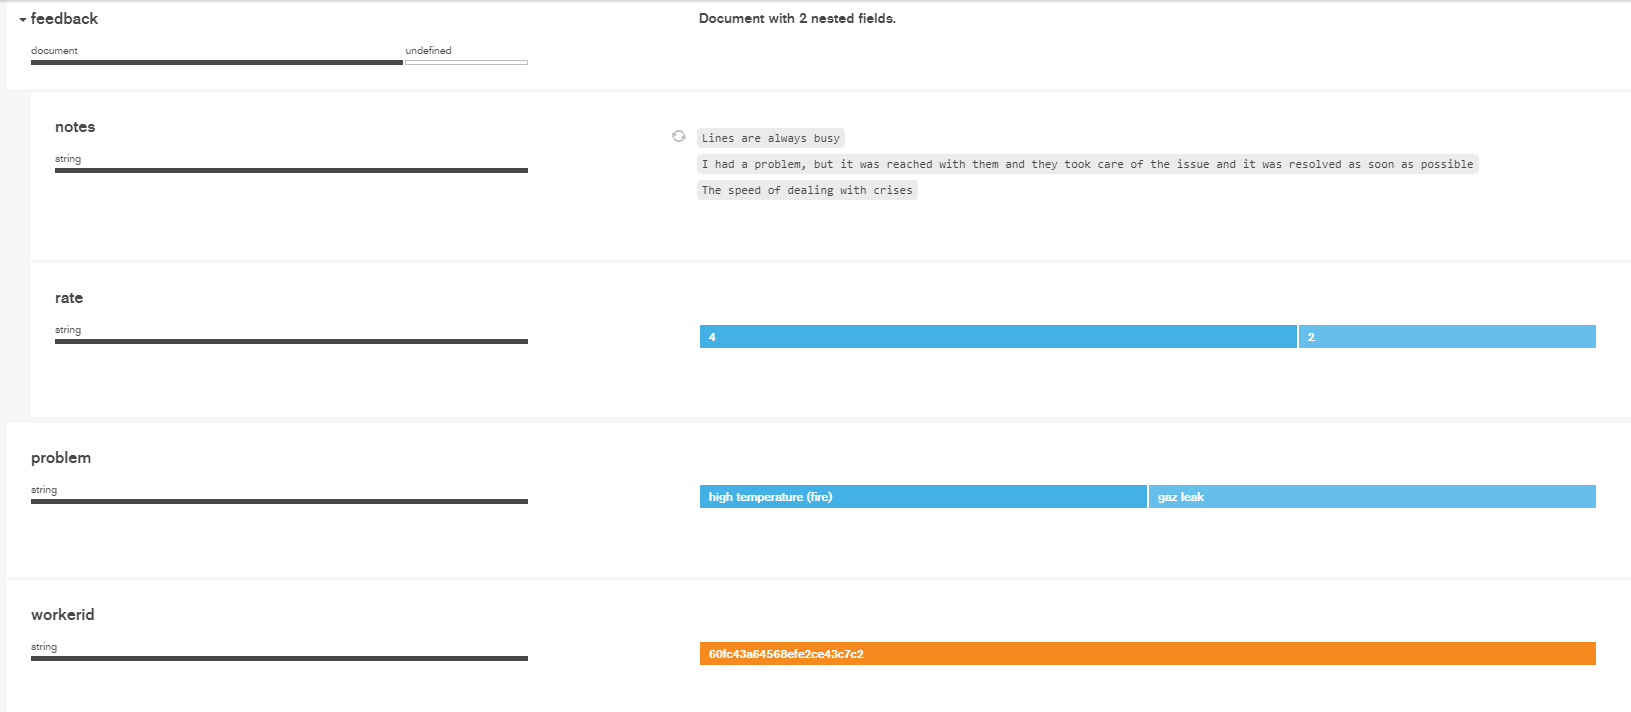 feedback
Document with 2 nested fields.
document undefined
notes
string
Lines are always busy
I had a problem, but it was reached with them and they took care of the issue and it was resolved as soon as possible
The speed of dealing with crises
rate
string
4 2
problem
string
high temperature (fire) gaz leak
workerid
string
60fc43a64568efe2ce43c7c2